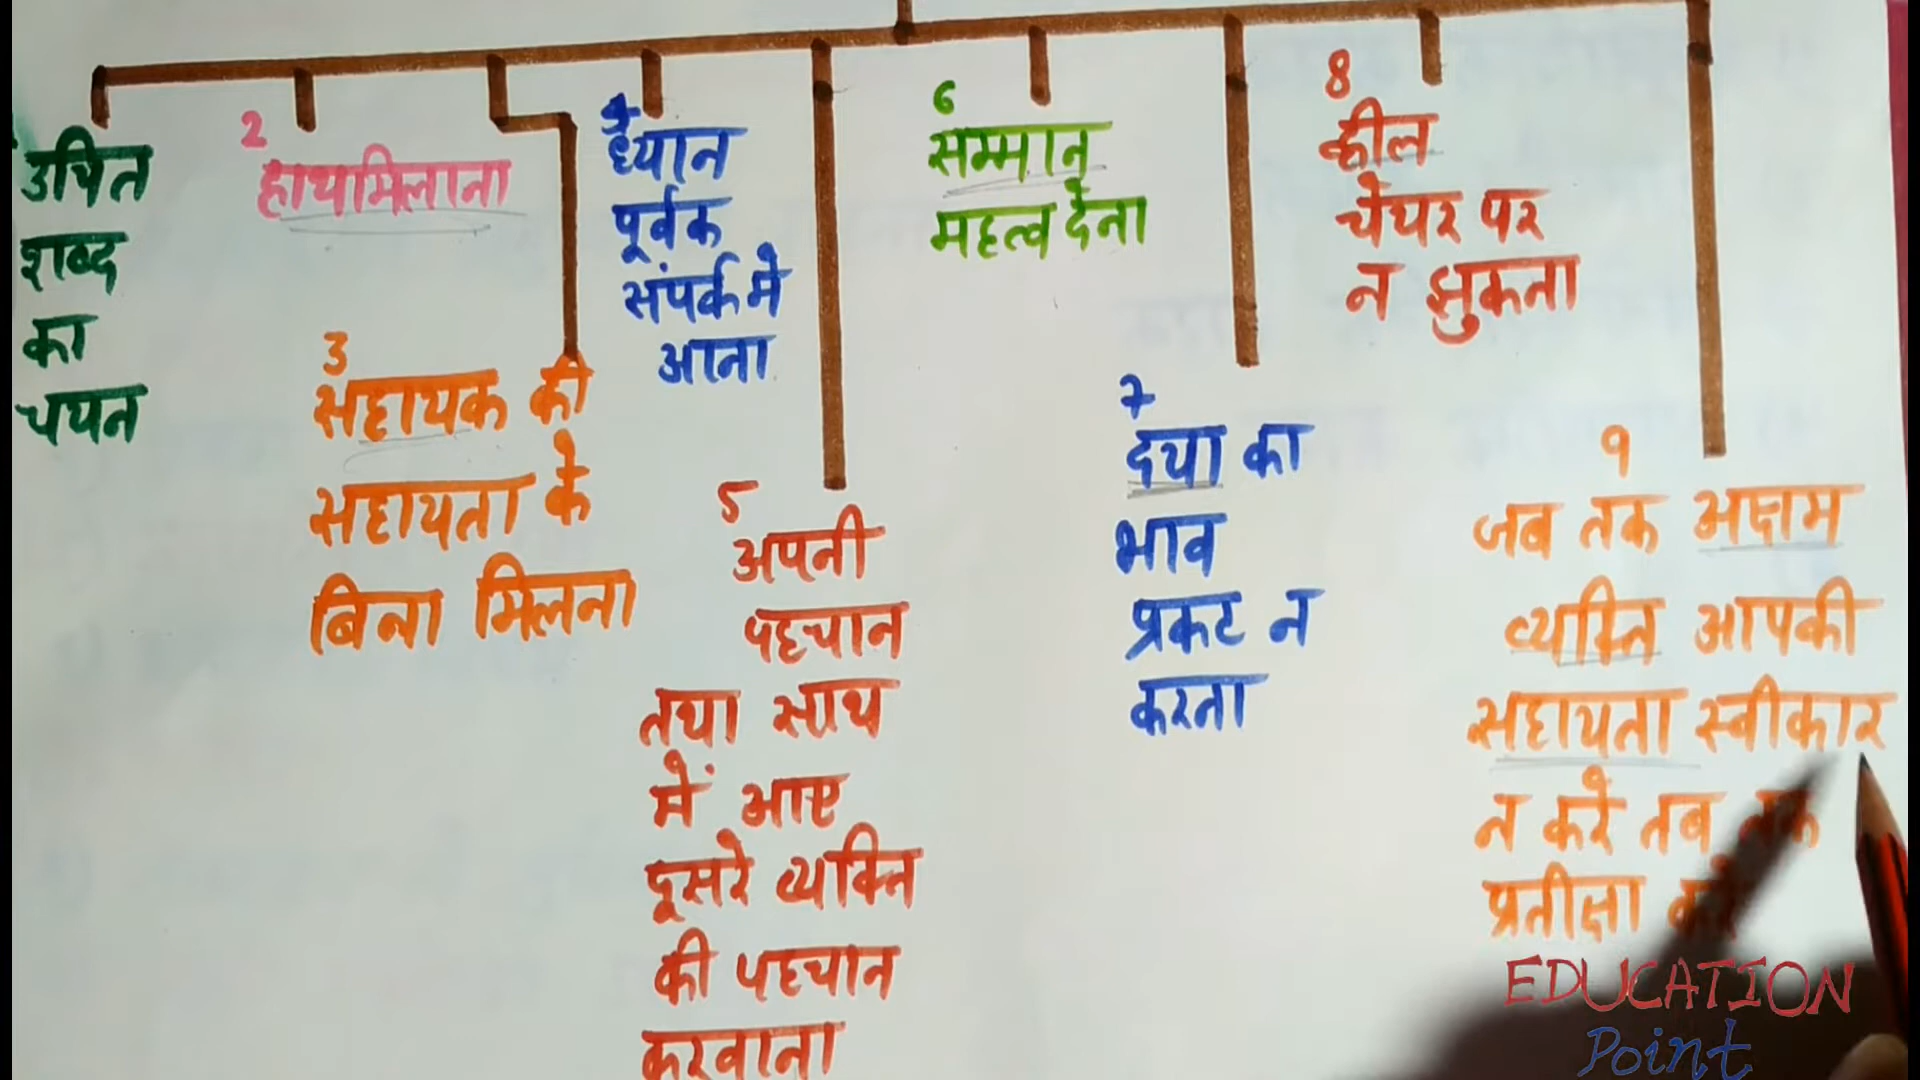 उचित
शब्द
का
चयन
2
हाथमिलाना
3
सहायक की
सहायता के
बिना मिलना
4
ध्यान
पूर्वक
संपर्क मे
आना
5
अपनी
पहचान
तथा साथ
में आए
दूसरे व्यक्ति
की पहचान
करवाना
6
सम्मान
महत्व देना
7
दया का
भाव
प्रकट न
करना
8
व्हील
चेयर पर
न झुकना
9
जब तक अक्षम
व्यक्ति आपकी
सहायता स्वीकार
न करे तब तक
प्रतीक्षा
EDUCATION
Point